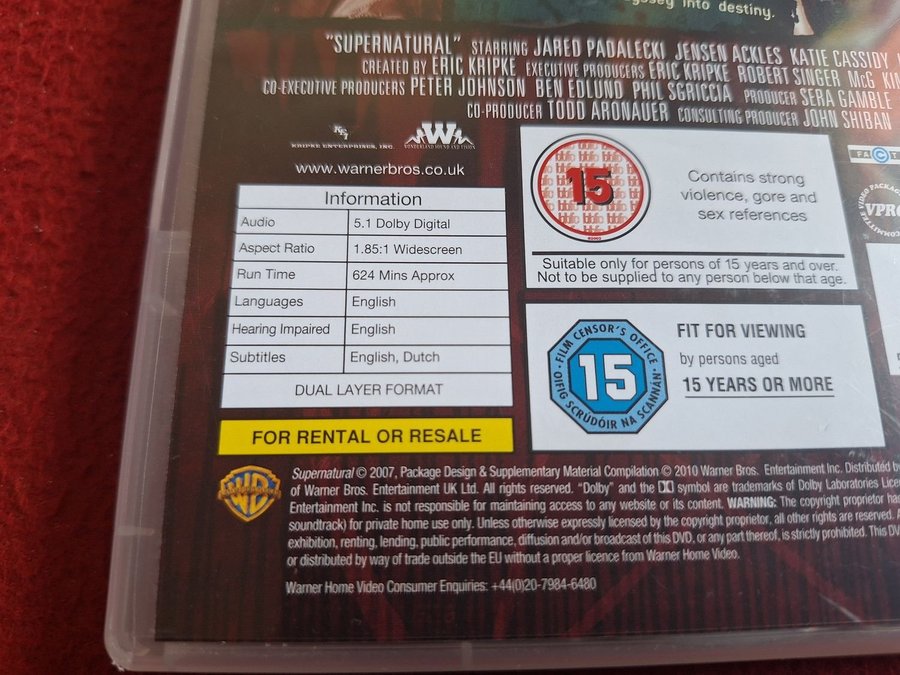 yssey into destiny.
"SUPERNATURAL" STARRING JARED PADALECKI JENSEN ACKLES KATIE CASSIDY
CREATED BY ERIC KRIPKE EXECUTIVE PRODUCERS ERIC KRIPKE ROBERT SINGER McG KIM
CO-EXECUTIVE PRODUCERS PETER JOHNSON BEN EDLUND PHIL SGRICCIA PRODUCER SERA GAMBLE
CO-PRODUCER TODD ARONAUER CONSULTING PRODUCER JOHN SHIBAN
KRIPKE ENTERPRISES, INC. WONDERLAND SOUND AND VISION
www.warnerbros.co.uk
Information
Audio 5.1 Dolby Digital
Aspect Ratio 1.85:1 Widescreen
Run Time 624 Mins Approx
Languages English
Hearing Impaired English
Subtitles English, Dutch
DUAL LAYER FORMAT
FOR RENTAL OR RESALE
bbfc
15
Contains strong
violence, gore and
sex references
Suitable only for persons of 15 years and over.
Not to be supplied to any person below that age.
FILM CENSOR'S OFFICE
15
OIFIG SCRÚDÓIR NA SCANNÁN
FIT FOR VIEWING
by persons aged
15 YEARS OR MORE
FACT
VPRC
Supernatural © 2007, Package Design & Supplementary Material Compilation © 2010 Warner Bros. Entertainment Inc. Distributed by
of Warner Bros. Entertainment UK Ltd. All rights reserved. "Dolby" and the symbol are trademarks of Dolby Laboratories Lice
Entertainment Inc. is not responsible for maintaining access to any website or its content. WARNING: The copyright proprietor has
soundtrack) for private home use only. Unless otherwise expressly licensed by the copyright proprietor, all other rights are reserved.
exhibition, renting, lending, public performance, diffusion and/or broadcast of this DVD, or any part thereof, is strictly prohibited. This DV
or distributed by way of trade outside the EU without a proper licence from Warner Home Video.
Warner Home Video Consumer Enquiries: +44(0)20-7984-6480